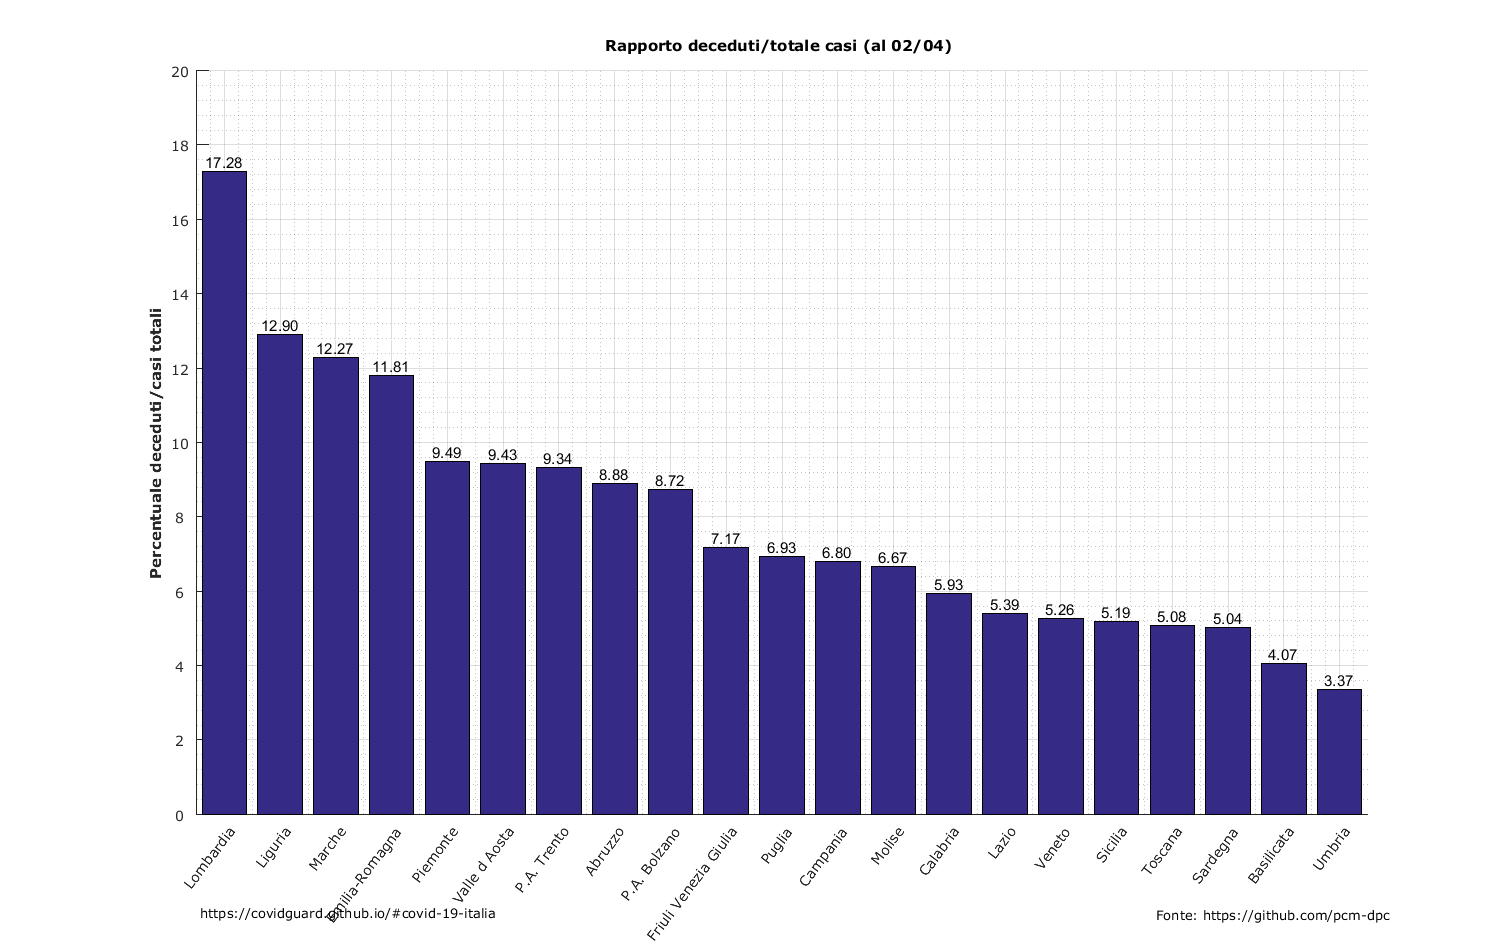 Rapporto deceduti/totale casi (al 02/04)
Percentuale deceduti/casi totali
20
18
16
14
12
10
8
6
4
2
0
17.28
12.90
12.27
11.81
9.49
9.43
9.34
8.88
8.72
7.17
6.93
6.80
6.67
5.93
5.39
5.26
5.19
5.08
5.04
4.07
3.37
Lombardia
Liguria
Marche
Emilia-Romagna
Piemonte
Valle d Aosta
P.A. Trento
Abruzzo
P.A. Bolzano
Friuli Venezia Giulia
Puglia
Campania
Molise
Calabria
Lazio
Veneto
Sicilia
Toscana
Sardegna
Basilicata
Umbria
https://covidguard.github.io/#covid-19-italia
Fonte: https://github.com/pcm-dpc